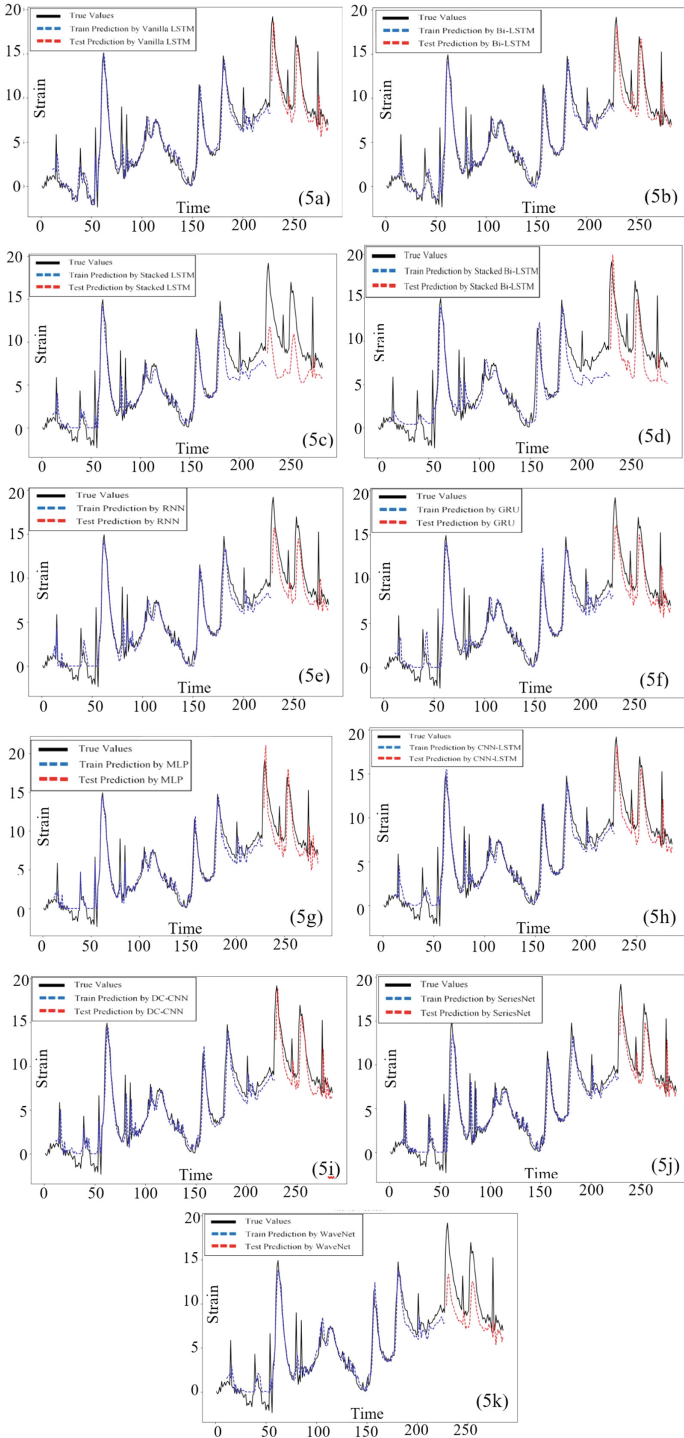 20
True Values
Train Prediction by Vanilla LSTM
Test Prediction by Vanilla LSTM
15
Strain
10
5
0
Time
(5a)
0 50 100 150 200 250
20
True Values
Train Prediction by Bi-LSTM
Test Prediction by Bi-LSTM
15
Strain
10
5
0
Time
(5b)
0 50 100 150 200 250
20
True Values
Train Prediction by Stacked LSTM
Test Prediction by Stacked LSTM
15
Strain
10
5
0
(5c)
Time
0 50 100 150 200 250
20
True Values
Train Prediction by Stacked Bi-LSTM
Test Prediction by Stacked Bi-LSTM
15
Strain
10
5
0
(5d)
Time
0 50 100 150 200 250
20
True Values
Train Prediction by RNN
Test Prediction by RNN
15
Strain
10
5
0
(5e)
Time
0 50 100 150 200 250
20
True Values
Train Prediction by GRU
Test Prediction by GRU
15
Strain
10
5
0
(5f)
Time
0 50 100 150 200 250
20
True Values
Train Prediction by MLP
Test Prediction by MLP
15
Strain
10
5
0
(5g)
Time
0 50 100 150 200 250
20
True Values
Train Prediction by CNN-LSTM
Test Prediction by CNN-LSTM
15
Strain
10
5
0
(5h)
Time
0 50 100 150 200 250
20
True Values
Train Prediction by DC-CNN
Test Prediction by DC-CNN
15
Strain
10
5
0
(5i)
Time
0 50 100 150 200 250
20
True Values
Train Prediction by SeriesNet
Test Prediction by SeriesNet
15
Strain
10
5
0
(5j)
Time
0 50 100 150 200 250
20
True Values
Train Prediction by WaveNet
Test Prediction by WaveNet
15
Strain
10
5
0
(5k)
Time
0 50 100 150 200 250